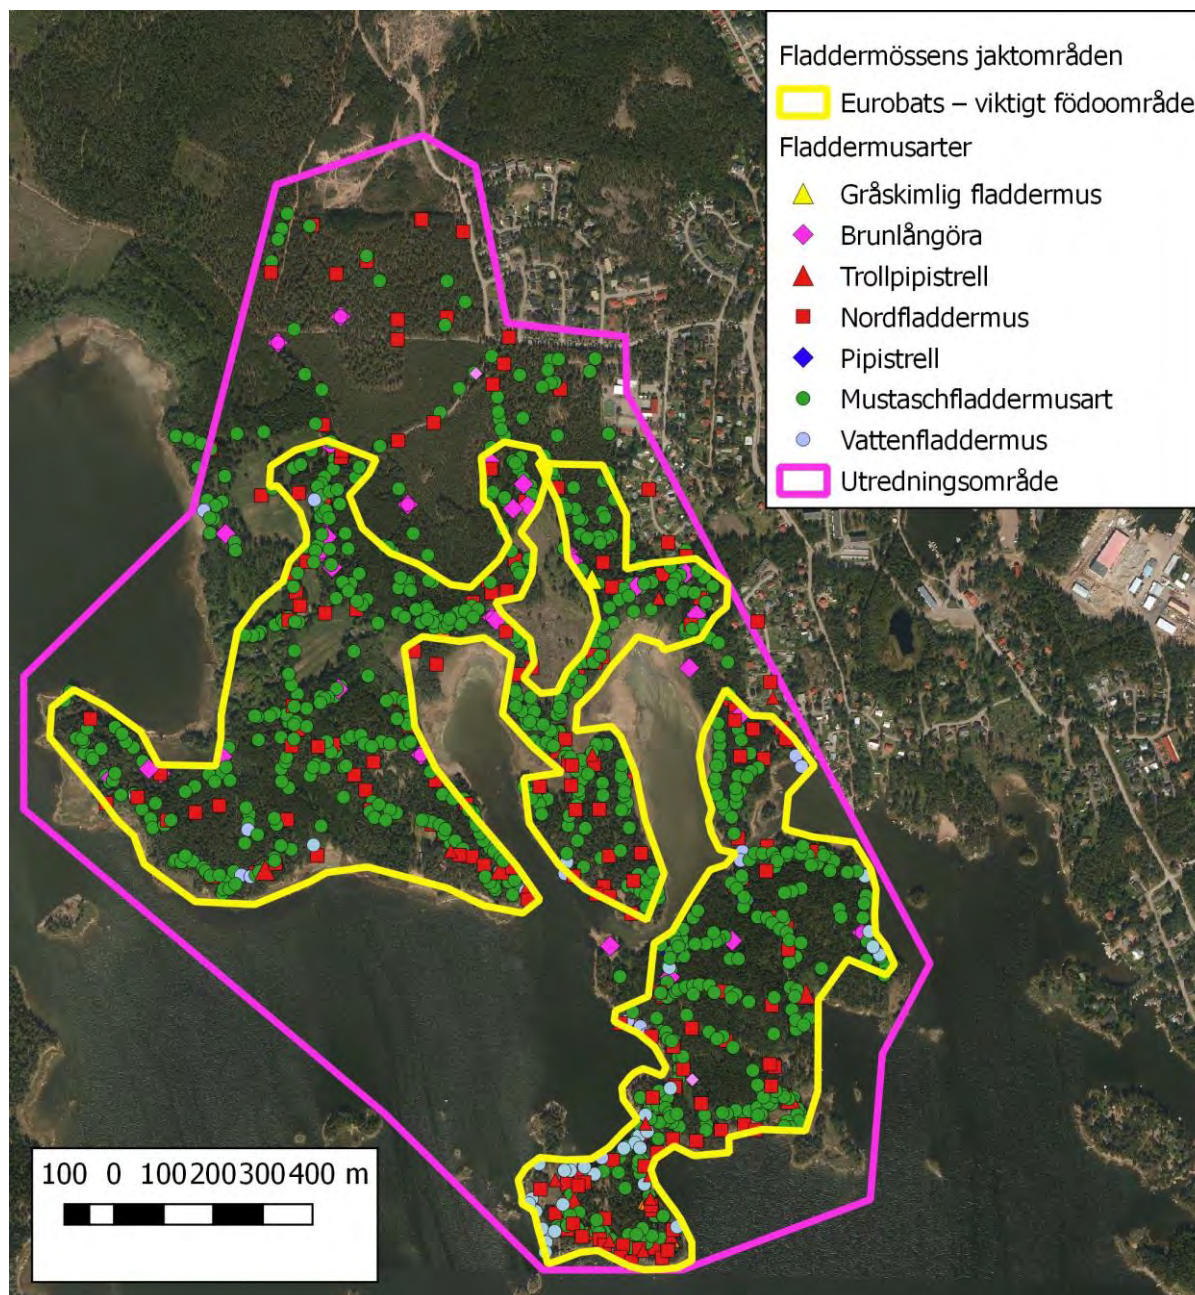 Fladdermössens jaktområden
Eurobats – viktigt födoområde
Fladdermusarter
Gråskimlig fladdermus
Brunlångöra
Trollpipistrell
Nordfladdermus
Pipistrell
Mustaschfladdermusart
Vattenfladdermus
Utredningsområde
100 0 100 200 300 400 m